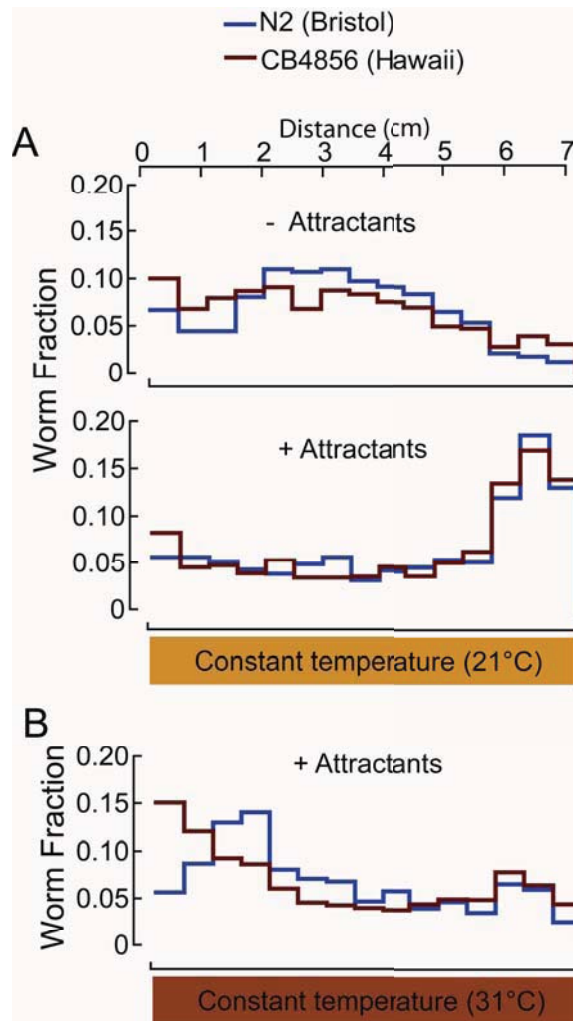 N2 (Bristol)
CB4856 (Hawaii)
A
Distance (cm)
0 1 2 3 4 5 6 7
0.20
- Attractants
0.15
0.10
0.05
0
Worm Fraction
0.20
+ Attractants
0.15
0.10
0.05
0
Constant temperature (21°C)
B
0.20
+ Attractants
0.15
0.10
0.05
0
Worm Fraction
Constant temperature (31°C)